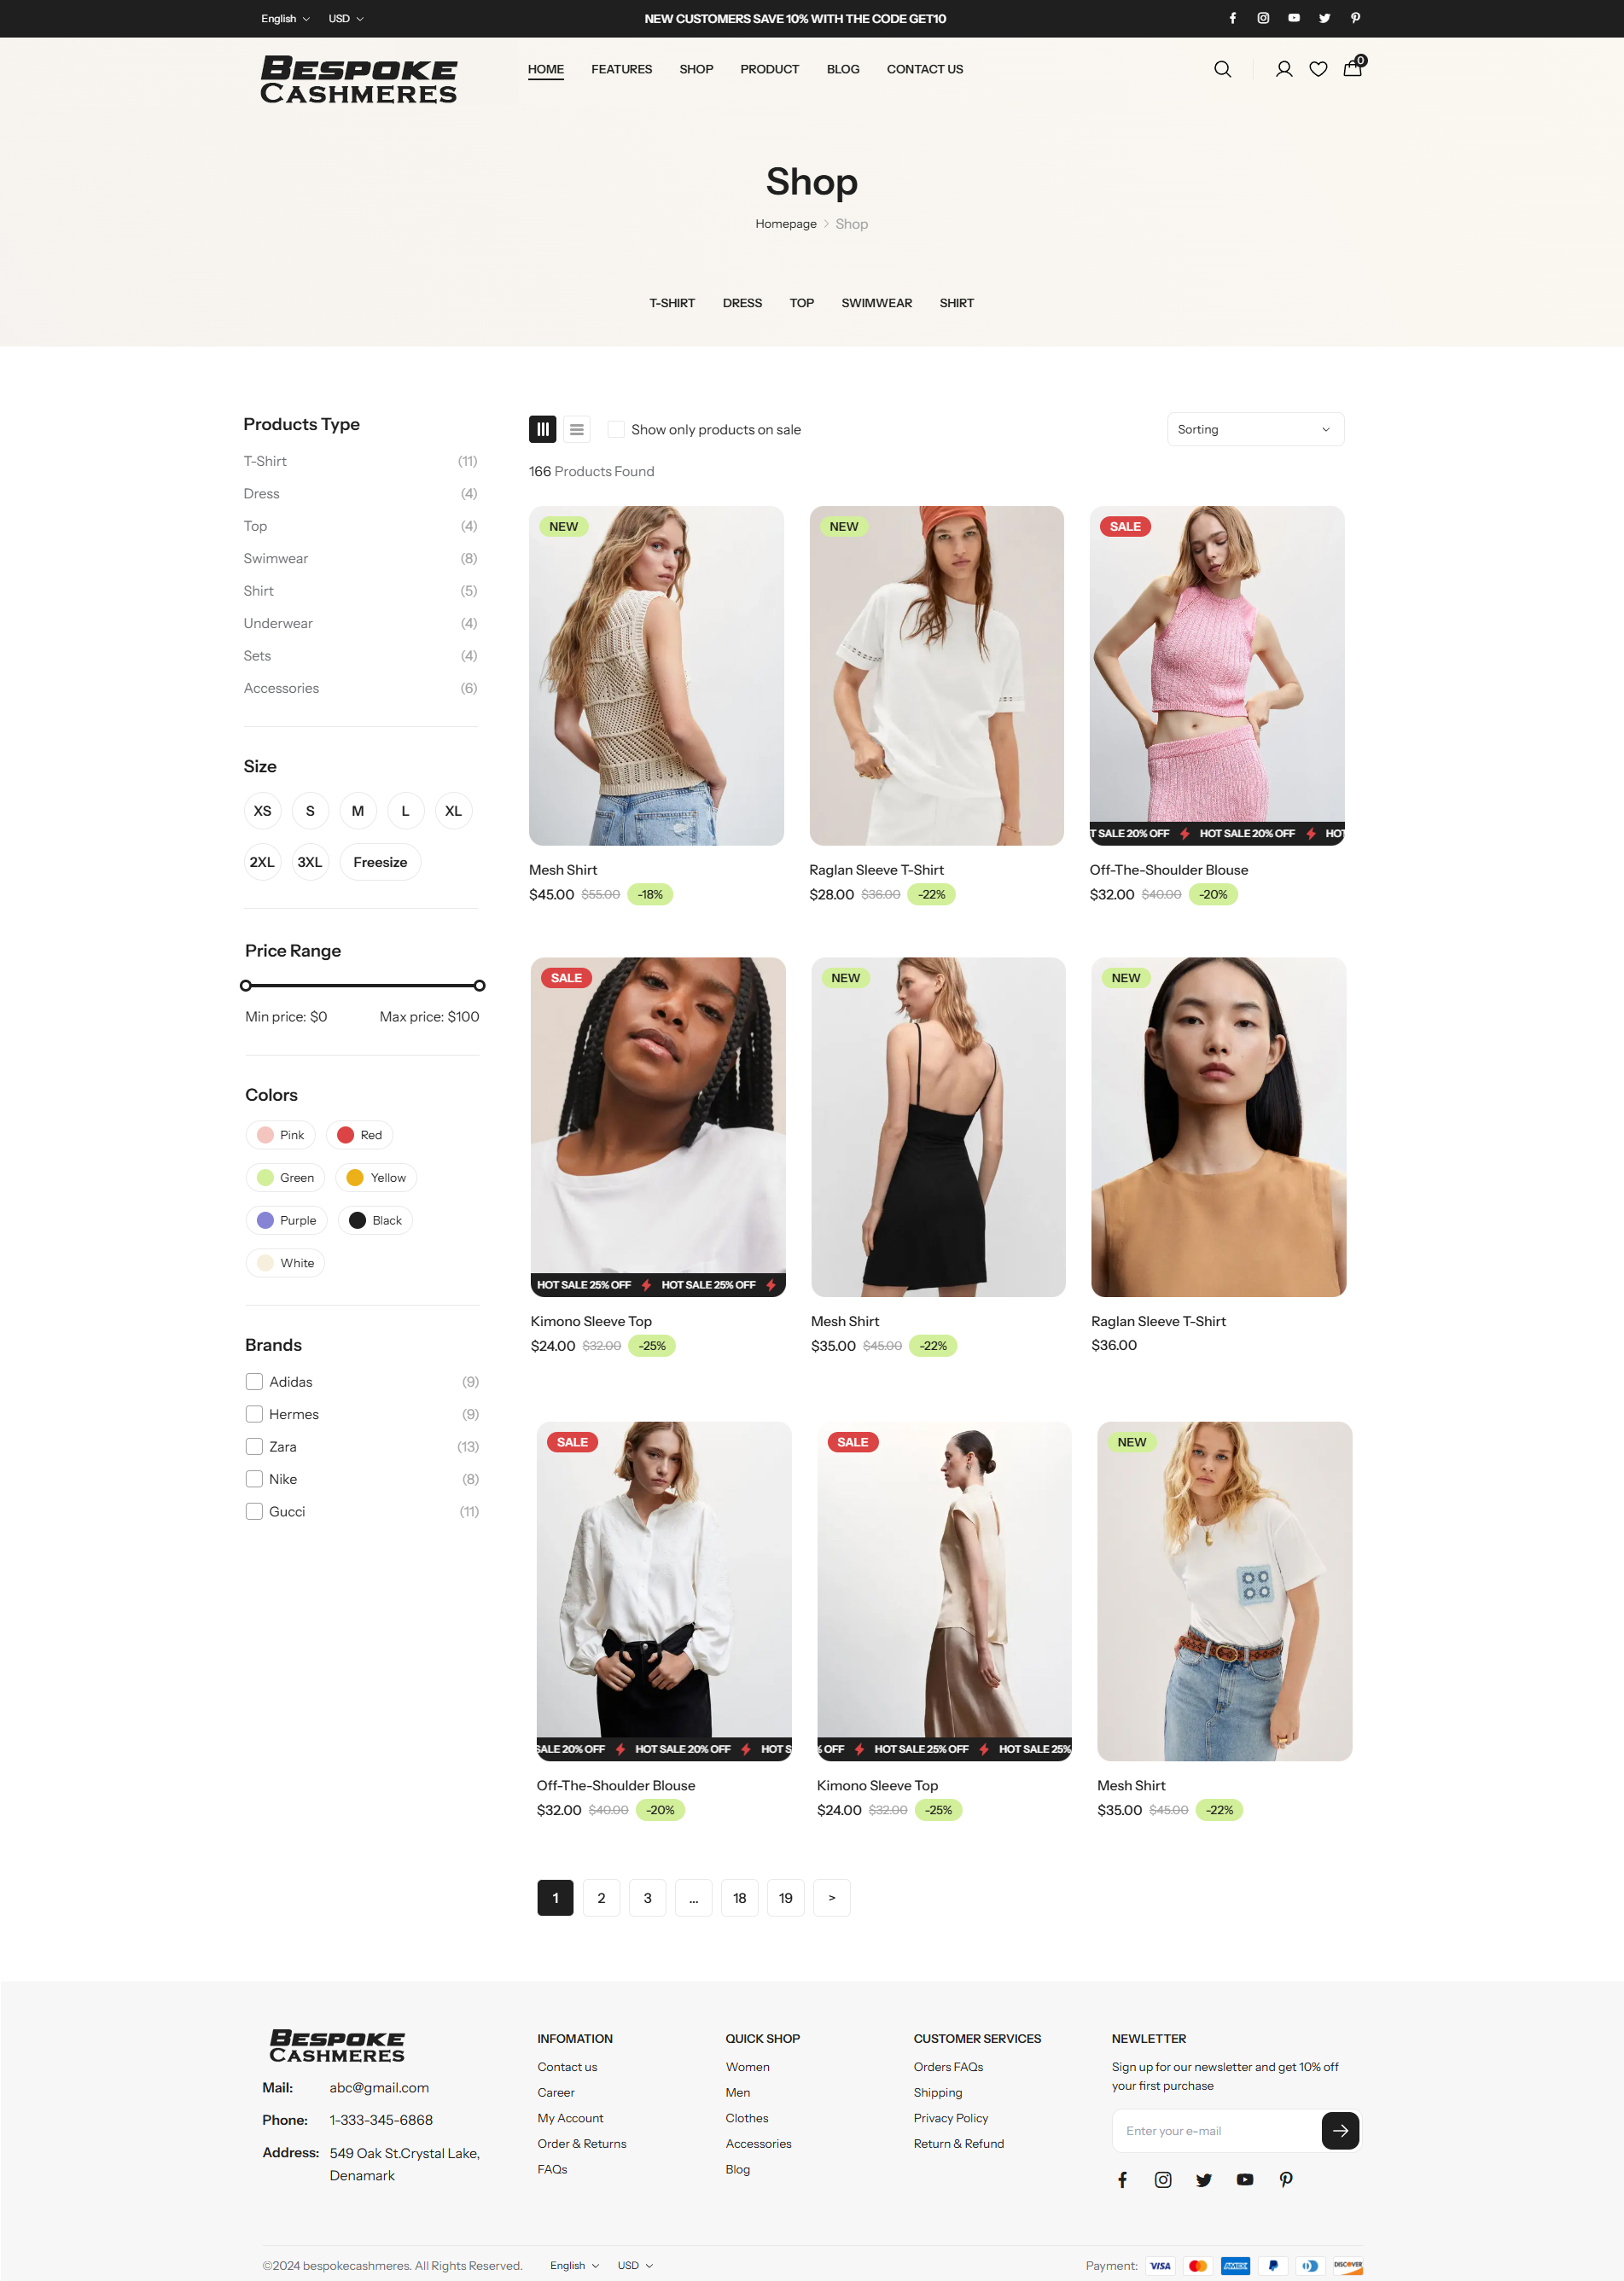 English USD NEW CUSTOMERS SAVE 10% WITH THE CODE GET10
BESPOKE
CASHMERES
HOME FEATURES SHOP PRODUCT BLOG CONTACT US 0
Shop
Homepage > Shop
T-SHIRT DRESS TOP SWIMWEAR SHIRT
Products Type
T-Shirt (11)
Dress (4)
Top (4)
Swimwear (8)
Shirt (5)
Underwear (4)
Sets (4)
Accessories (6)
Size
XS S M L XL
2XL 3XL Freesize
Price Range
Min price: $0 Max price: $100
Colors
Pink Red
Green Yellow
Purple Black
White
Brands
Adidas (9)
Hermes (9)
Zara (13)
Nike (8)
Gucci (11)
Show only products on sale Sorting
166 Products Found
NEW NEW SALE
T SALE 20% OFF HOT SALE 20% OFF HOT
Mesh Shirt Raglan Sleeve T-Shirt Off-The-Shoulder Blouse
$45.00 $55.00 -18% $28.00 $36.00 -22% $32.00 $40.00 -20%
SALE NEW NEW
HOT SALE 25% OFF HOT SALE 25% OFF
Kimono Sleeve Top Mesh Shirt Raglan Sleeve T-Shirt
$24.00 $32.00 -25% $35.00 $45.00 -22% $36.00
SALE SALE NEW
SALE 20% OFF HOT SALE 20% OFF HOT S % OFF HOT SALE 25% OFF HOT SALE 25%
Off-The-Shoulder Blouse Kimono Sleeve Top Mesh Shirt
$32.00 $40.00 -20% $24.00 $32.00 -25% $35.00 $45.00 -22%
1 2 3 ... 18 19 >
BESPOKE
CASHMERES
Mail: abc@gmail.com
Phone: 1-333-345-6868
Address: 549 Oak St.Crystal Lake,
Denamark
INFOMATION
Contact us
Career
My Account
Order & Returns
FAQs
QUICK SHOP
Women
Men
Clothes
Accessories
Blog
CUSTOMER SERVICES
Orders FAQs
Shipping
Privacy Policy
Return & Refund
NEWLETTER
Sign up for our newsletter and get 10% off
your first purchase
Enter your e-mail
©2024 bespokecashmeres. All Rights Reserved. English USD Payment: VISA AMEX DISCOVER